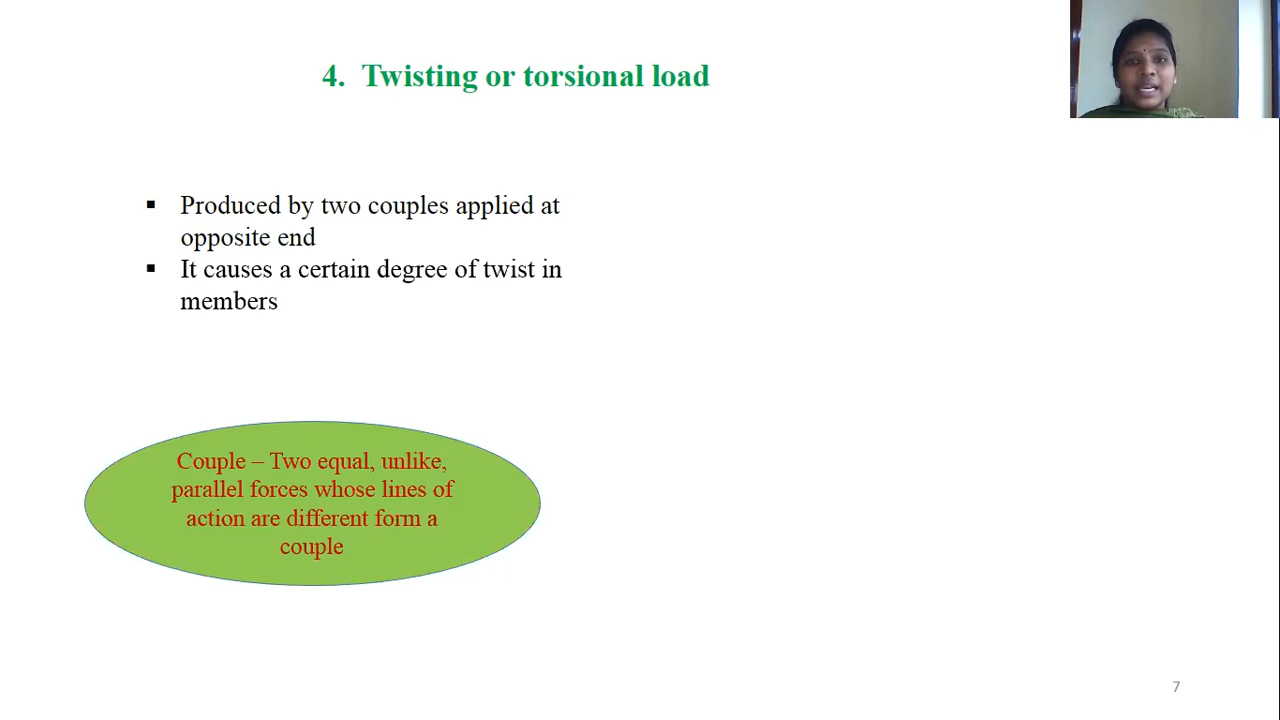 4. Twisting or torsional load
▪ Produced by two couples applied at
opposite end
▪ It causes a certain degree of twist in
members
Couple – Two equal, unlike,
parallel forces whose lines of
action are different form a
couple
7